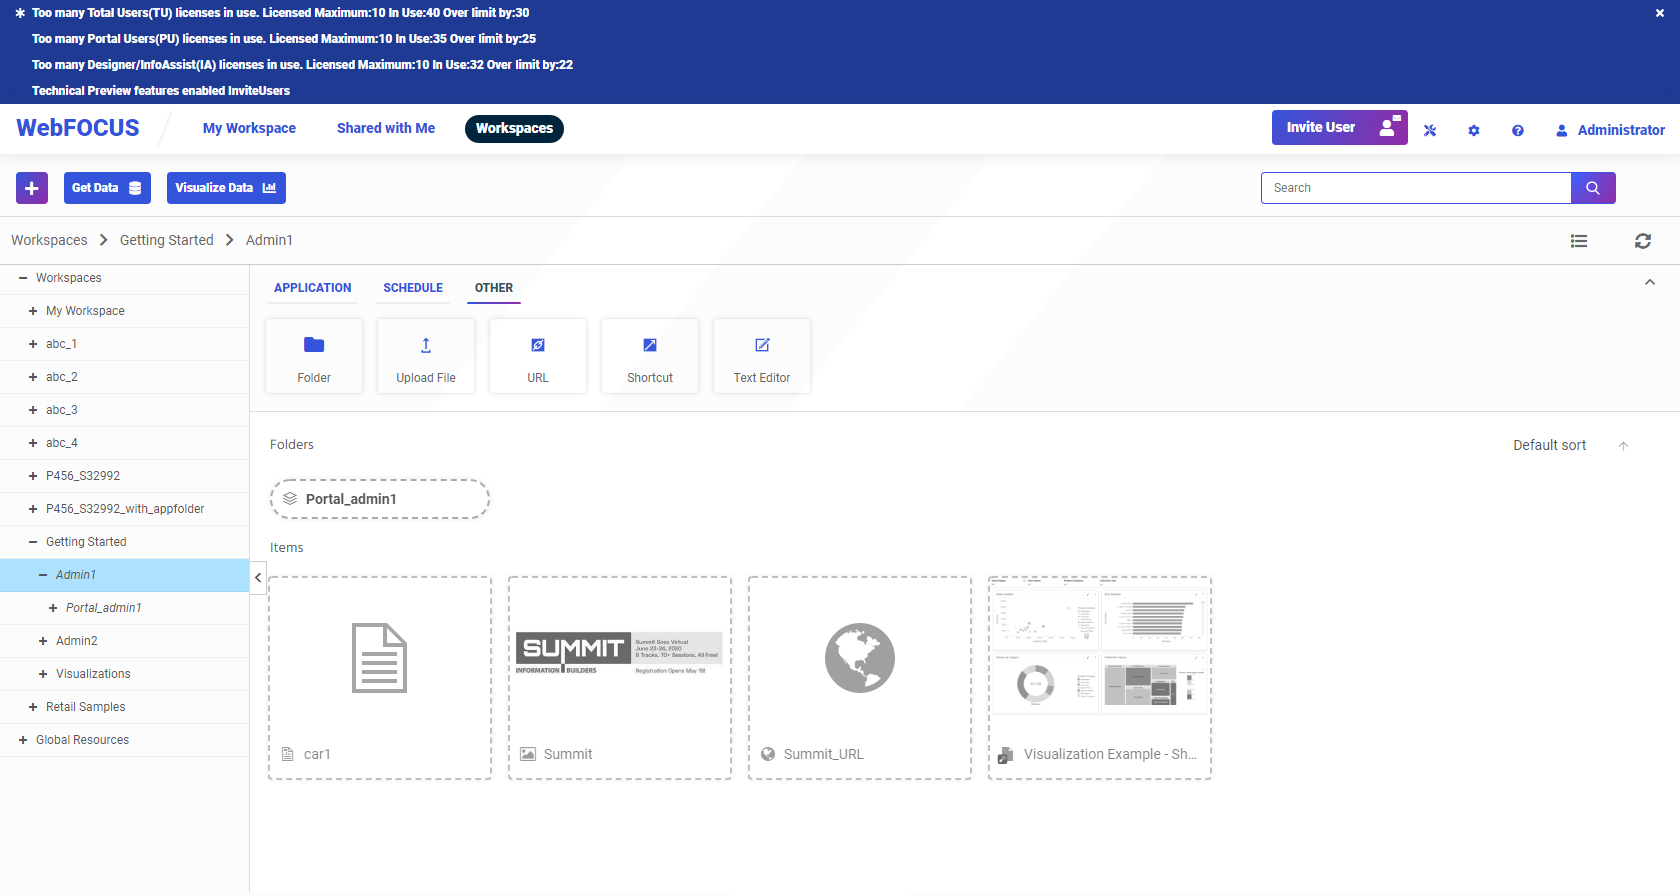 Too many Total Users(TU) licenses in use. Licensed Maximum:10 In Use:40 Over limit by:30
Too many Portal Users(PU) licenses in use. Licensed Maximum:10 In Use:35 Over limit by:25
Too many Designer/InfoAssist(IA) licenses in use. Licensed Maximum:10 In Use:32 Over limit by:22
Technical Preview features enabled InviteUsers
WebFOCUS
My Workspace
Shared with Me
Workspaces
Invite User
Administrator
Get Data
Visualize Data
Search
Workspaces > Getting Started > Admin1
Workspaces
My Workspace
abc_1
abc_2
abc_3
abc_4
P456_S32992
P456_S32992_with_appfolder
Getting Started
Admin1
Portal_admin1
Admin2
Visualizations
Retail Samples
Global Resources
APPLICATION
SCHEDULE
OTHER
Folder
Upload File
URL
Shortcut
Text Editor
Folders
Default sort
Portal_admin1
Items
car1
SUMMIT
INFORMATION BUILDERS
Summit Goes Virtual
June 23-24, 2020
8 Tracks. 70+ Sessions. All Free!
Registration Opens May 19!
Summit
Summit_URL
Visualization Example - Sh...